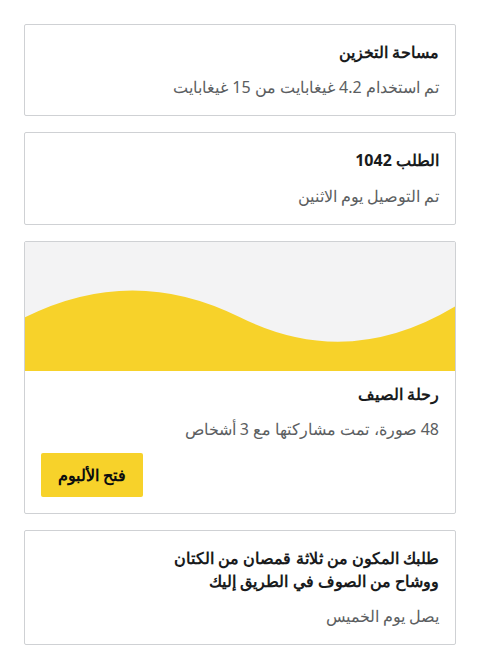 مساحة التخزين
تم استخدام 4.2 غيغابايت من 15 غيغابايت
الطلب 1042
تم التوصيل يوم الاثنين
رحلة الصيف
48 صورة، تمت مشاركتها مع 3 أشخاص
فتح الألبوم
طلبك المكون من ثلاثة قمصان من الكتان
ووشاح من الصوف في الطريق إليك
يصل يوم الخميس